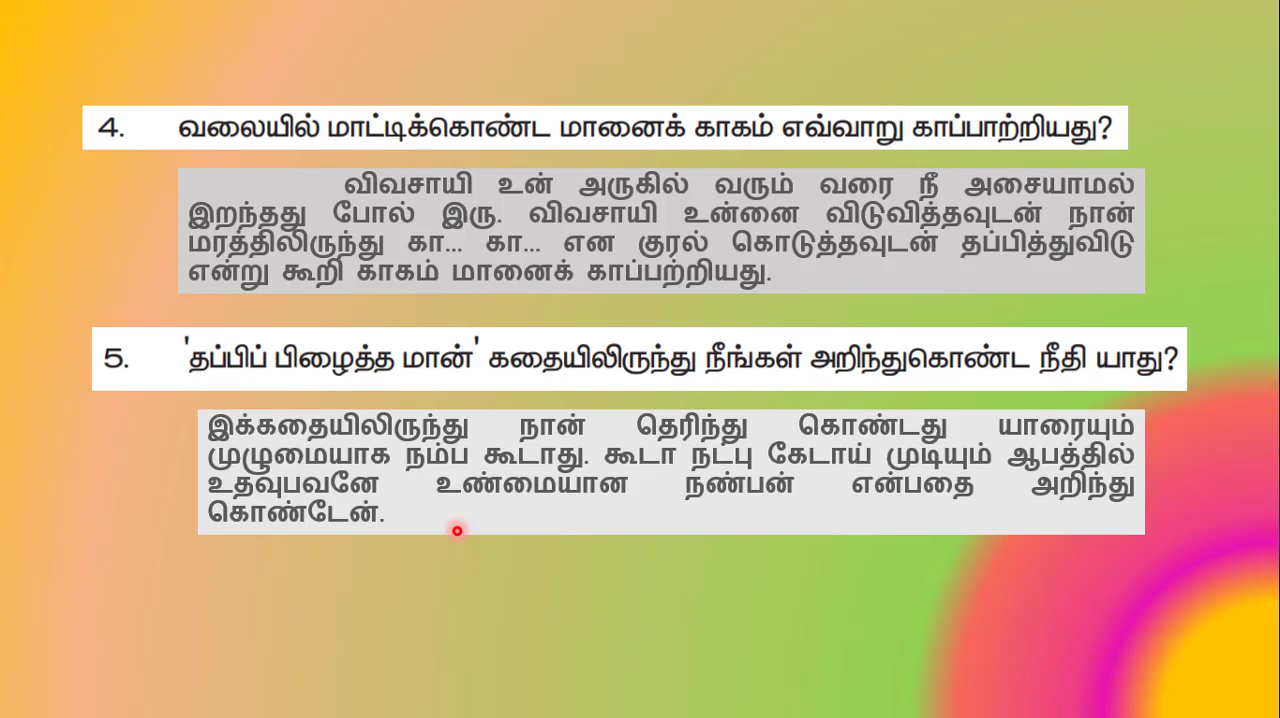 4. வலையில் மாட்டிக்கொண்ட மானைக் காகம் எவ்வாறு காப்பாற்றியது?
விவசாயி உன் அருகில் வரும் வரை நீ அசையாமல்
இறந்தது போல் இரு. விவசாயி உன்னை விடுவித்தவுடன் நான்
மரத்திலிருந்து கா... கா... என குரல் கொடுத்தவுடன் தப்பித்துவிடு
என்று கூறி காகம் மானைக் காப்பற்றியது.
5. 'தப்பிப் பிழைத்த மான்' கதையிலிருந்து நீங்கள் அறிந்துகொண்ட நீதி யாது?
இக்கதையிலிருந்து நான் தெரிந்து கொண்டது யாரையும்
முழுமையாக நம்ப கூடாது. கூடா நட்பு கேடாய் முடியும் ஆபத்தில்
உதவுபவனே உண்மையான நண்பன் என்பதை அறிந்து
கொண்டேன்.